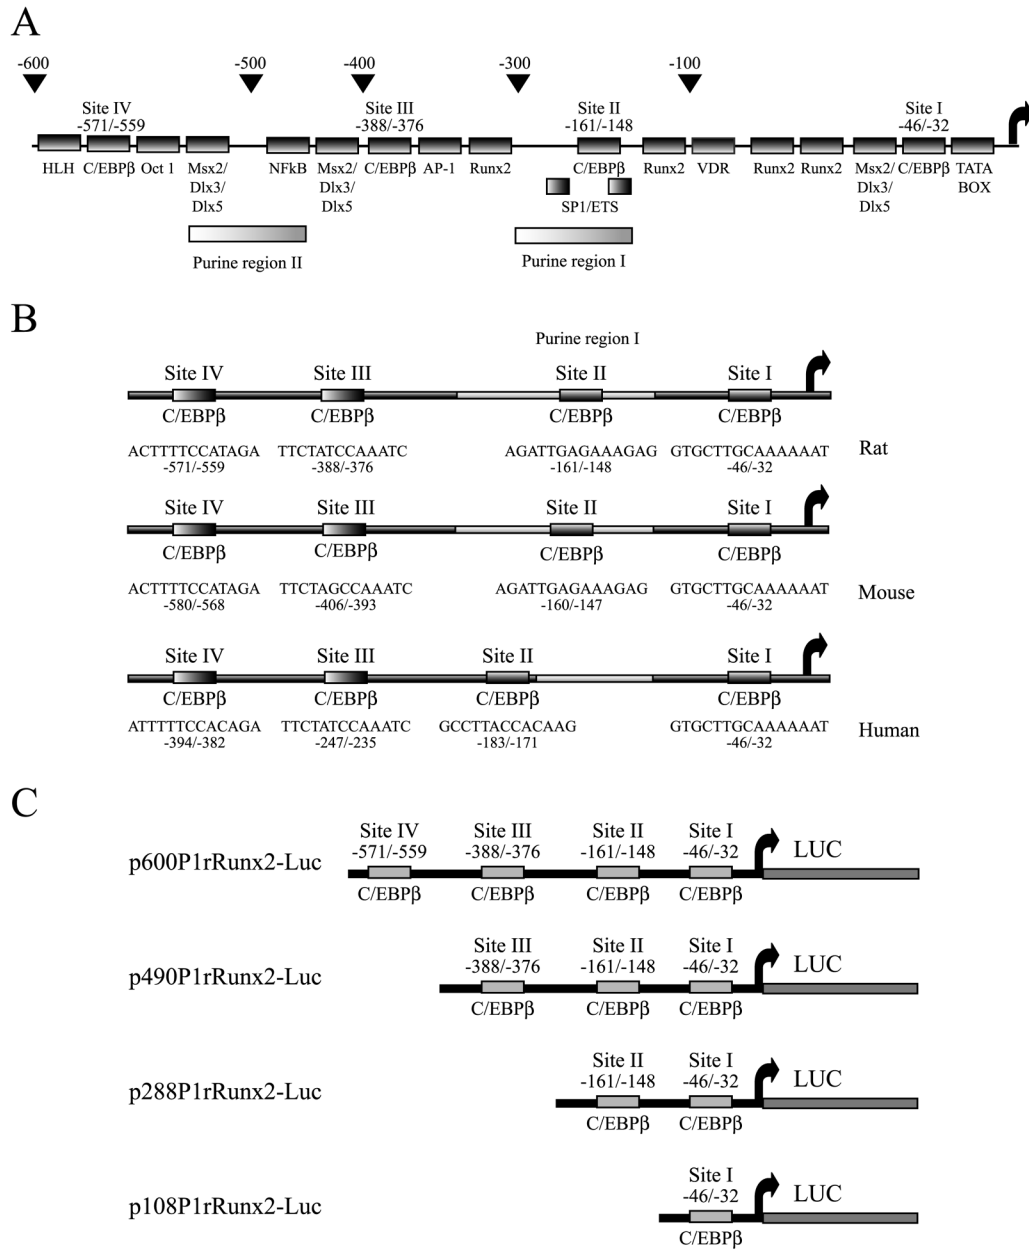 A
-600 -500 -400 -300 -100
Site IV Site III Site II Site I
-571/-559 -388/-376 -161/-148 -46/-32
HLH C/EBPβ Oct 1 Msx2/ NFkB Msx2/ C/EBPβ AP-1 Runx2 C/EBPβ Runx2 VDR Runx2 Runx2 Msx2/ C/EBPβ TATA
Dlx3/ Dlx3/ Dlx3/ BOX
Dlx5 Dlx5 SP1/ETS Dlx5
Purine region II Purine region I
B
Purine region I
Site IV Site III Site II Site I
C/EBPβ C/EBPβ C/EBPβ C/EBPβ
ACTTTTCCATAGA TTCTATCCAAATC AGATTGAGAAAGAG GTGCTTGCAAAAAAT Rat
-571/-559 -388/-376 -161/-148 -46/-32
Site IV Site III Site II Site I
C/EBPβ C/EBPβ C/EBPβ C/EBPβ
ACTTTTCCATAGA TTCTAGCCAAATC AGATTGAGAAAGAG GTGCTTGCAAAAAAT Mouse
-580/-568 -406/-393 -160/-147 -46/-32
Site IV Site III Site II Site I
C/EBPβ C/EBPβ C/EBPβ C/EBPβ
ATTTTTCCACAGA TTCTATCCAAATC GCCTTACCACAAG GTGCTTGCAAAAAAT Human
-394/-382 -247/-235 -183/-171 -46/-32
C
Site IV Site III Site II Site I
-571/-559 -388/-376 -161/-148 -46/-32 LUC
p600P1rRunx2-Luc
C/EBPβ C/EBPβ C/EBPβ C/EBPβ
Site III Site II Site I
-388/-376 -161/-148 -46/-32 LUC
p490P1rRunx2-Luc
C/EBPβ C/EBPβ C/EBPβ
Site II Site I
-161/-148 -46/-32 LUC
p288P1rRunx2-Luc
C/EBPβ C/EBPβ
Site I
-46/-32 LUC
p108P1rRunx2-Luc
C/EBPβ